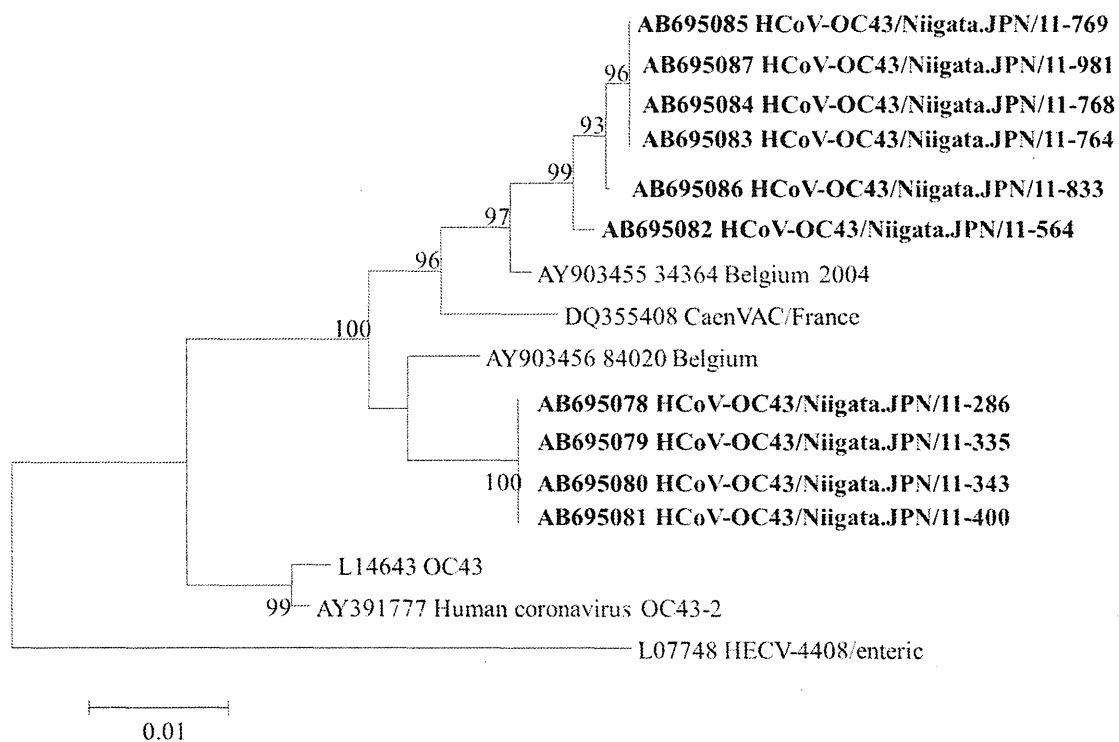 AB695085 HCoV-OC43/Niigata.JPN/11-769
96
AB695087 HCoV-OC43/Niigata.JPN/11-981
AB695084 HCoV-OC43/Niigata.JPN/11-768
93
AB695083 HCoV-OC43/Niigata.JPN/11-764
99
AB695086 HCoV-OC43/Niigata.JPN/11-833
97
AB695082 HCoV-OC43/Niigata.JPN/11-564
96
AY903455 34364 Belgium 2004
DQ355408 CaenVAC/France
100
AY903456 84020 Belgium
AB695078 HCoV-OC43/Niigata.JPN/11-286
AB695079 HCoV-OC43/Niigata.JPN/11-335
100
AB695080 HCoV-OC43/Niigata.JPN/11-343
AB695081 HCoV-OC43/Niigata.JPN/11-400
L14643 OC43
99
AY391777 Human coronavirus OC43-2
L07748 HECV-4408/enteric
0.01